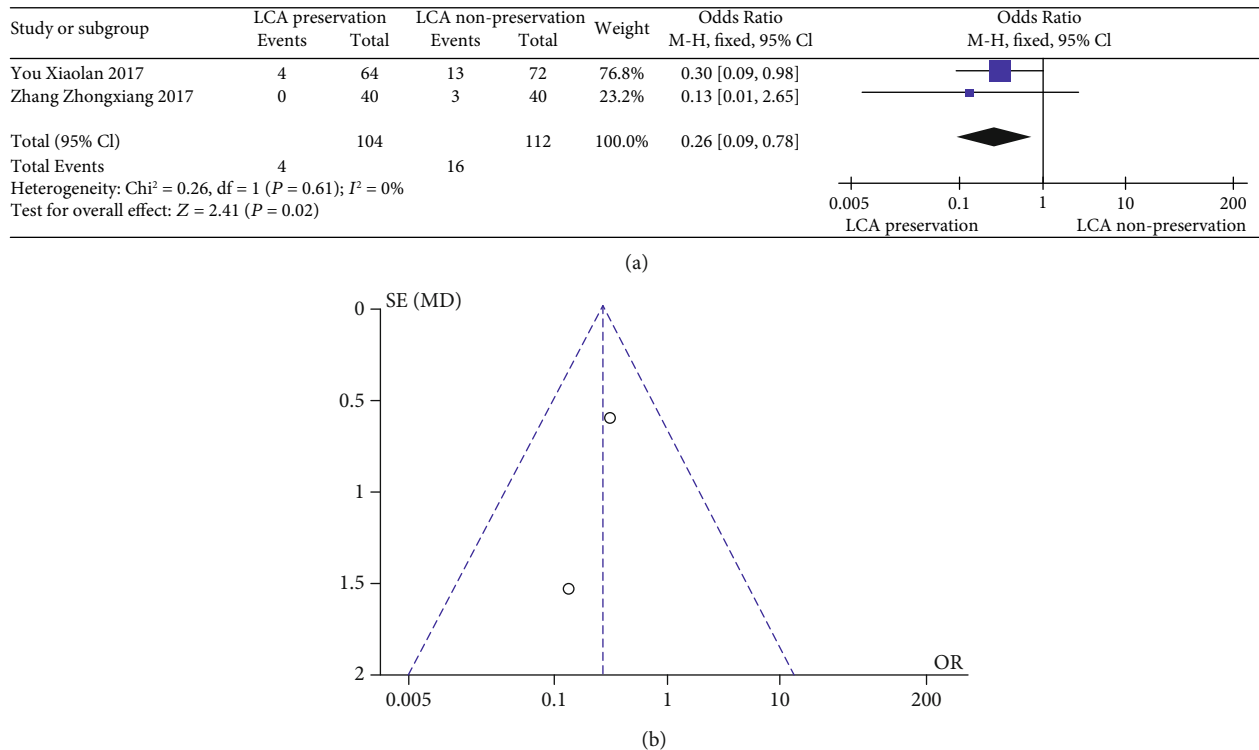 Study or subgroup LCA preservation LCA non-preservation Weight Odds Ratio Odds Ratio
Events Total Events Total M-H, fixed, 95% Cl M-H, fixed, 95% Cl
You Xiaolan 2017 4 64 13 72 76.8% 0.30 [0.09, 0.98]
Zhang Zhongxiang 2017 0 40 3 40 23.2% 0.13 [0.01, 2.65]
Total (95% Cl) 104 112 100.0% 0.26 [0.09, 0.78]
Total Events 4 16
Heterogeneity: Chi² = 0.26, df = 1 (P = 0.61); I² = 0%
Test for overall effect: Z = 2.41 (P = 0.02)
0.005 0.1 1 10 200
LCA preservation LCA non-preservation
(a)
SE (MD)
0
0.5
1
1.5
2
OR
0.005 0.1 1 10 200
(b)